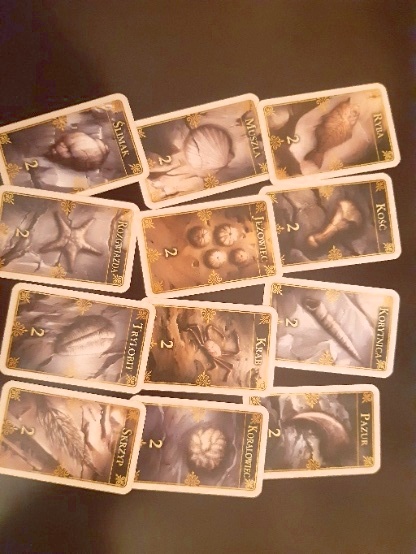 ŚLIMAK
2
MUSZLA
2
RYBA
2
ROZGWIAZDA
2
JEŻOWIEC
2
KOŚĆ
2
TRYLOBIT
2
KRAB
2
KORYTNICA
2
SKRZYP
2
KORALOWIEC
2
PAZUR
2